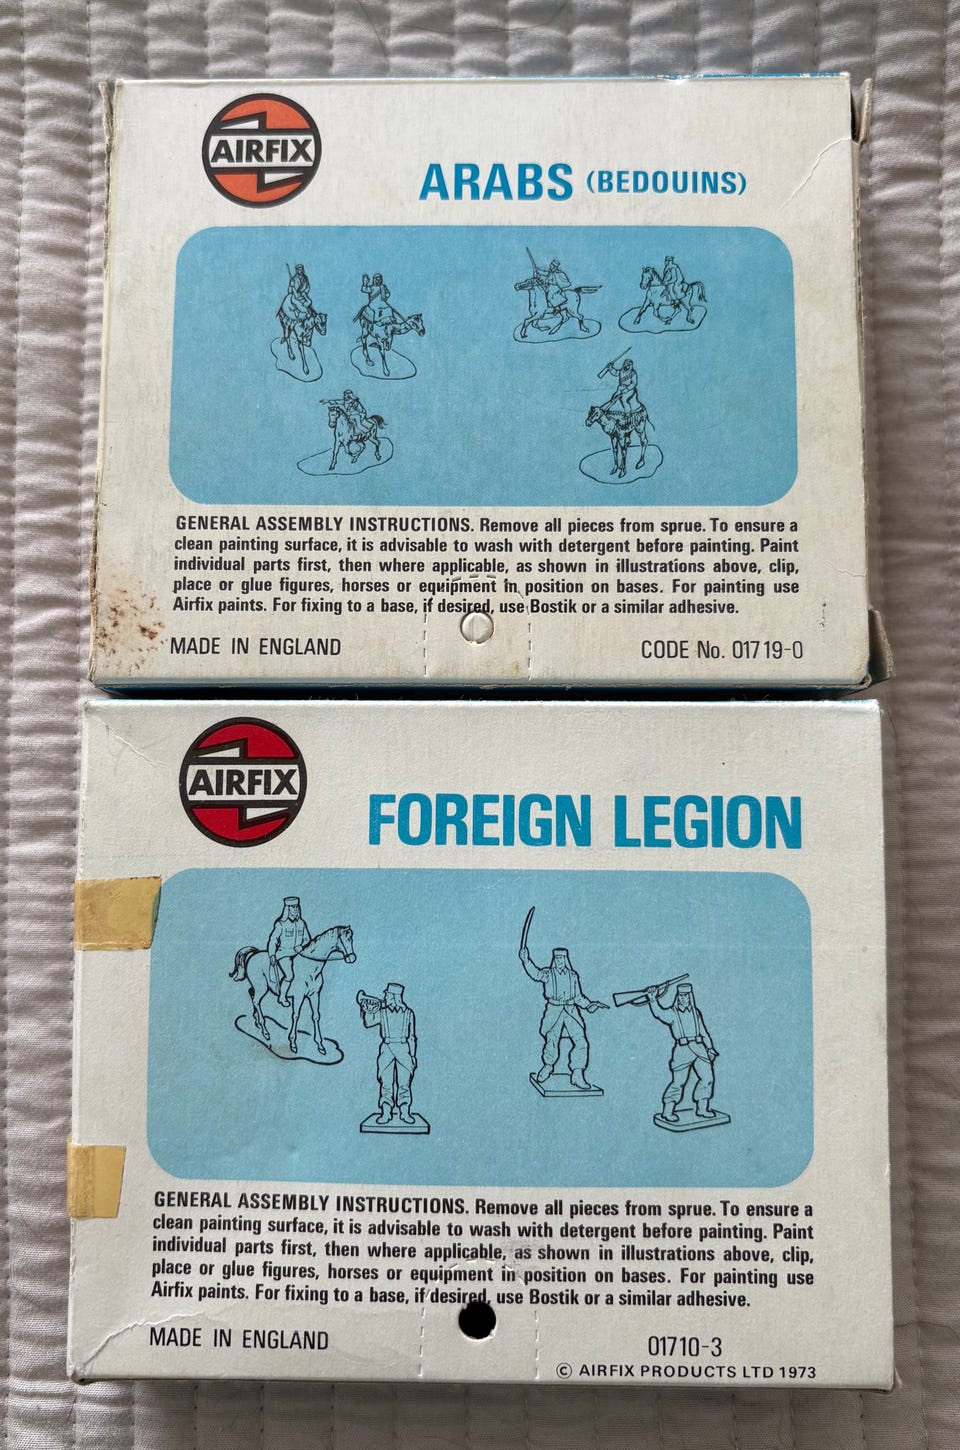 AIRFIX
ARABS (BEDOUINS)
GENERAL ASSEMBLY INSTRUCTIONS. Remove all pieces from sprue. To ensure a
clean painting surface, it is advisable to wash with detergent before painting. Paint
individual parts first, then where applicable, as shown in illustrations above, clip,
place or glue figures, horses or equipment in position on bases. For painting use
Airfix paints. For fixing to a base, if desired, use Bostik or a similar adhesive.
MADE IN ENGLAND
CODE No. 01719-0
AIRFIX
FOREIGN LEGION
GENERAL ASSEMBLY INSTRUCTIONS. Remove all pieces from sprue. To ensure a
clean painting surface, it is advisable to wash with detergent before painting. Paint
individual parts first, then where applicable, as shown in illustrations above, clip,
place or glue figures, horses or equipment in position on bases. For painting use
Airfix paints. For fixing to a base, if desired, use Bostik or a similar adhesive.
MADE IN ENGLAND
01710-3
© AIRFIX PRODUCTS LTD 1973